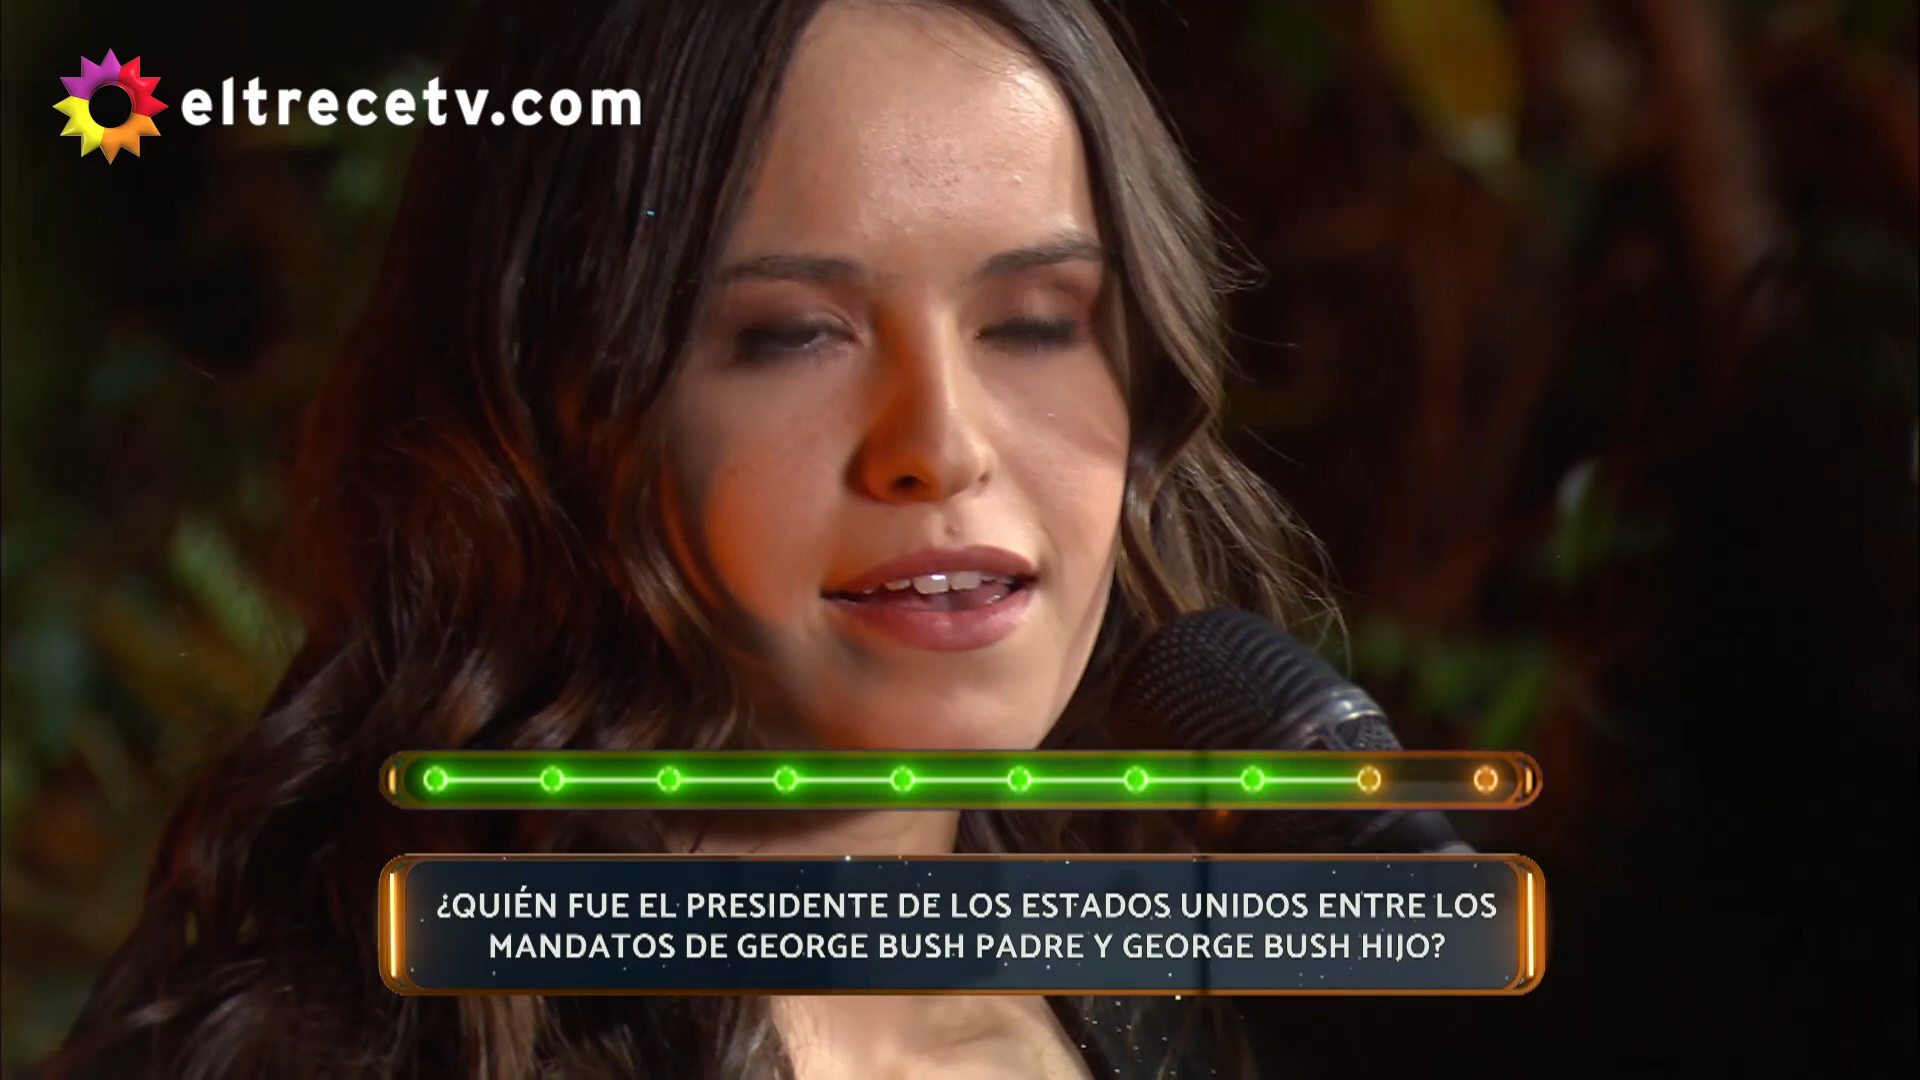 eltrecetv.com
¿QUIÉN FUE EL PRESIDENTE DE LOS ESTADOS UNIDOS ENTRE LOS
MANDATOS DE GEORGE BUSH PADRE Y GEORGE BUSH HIJO?